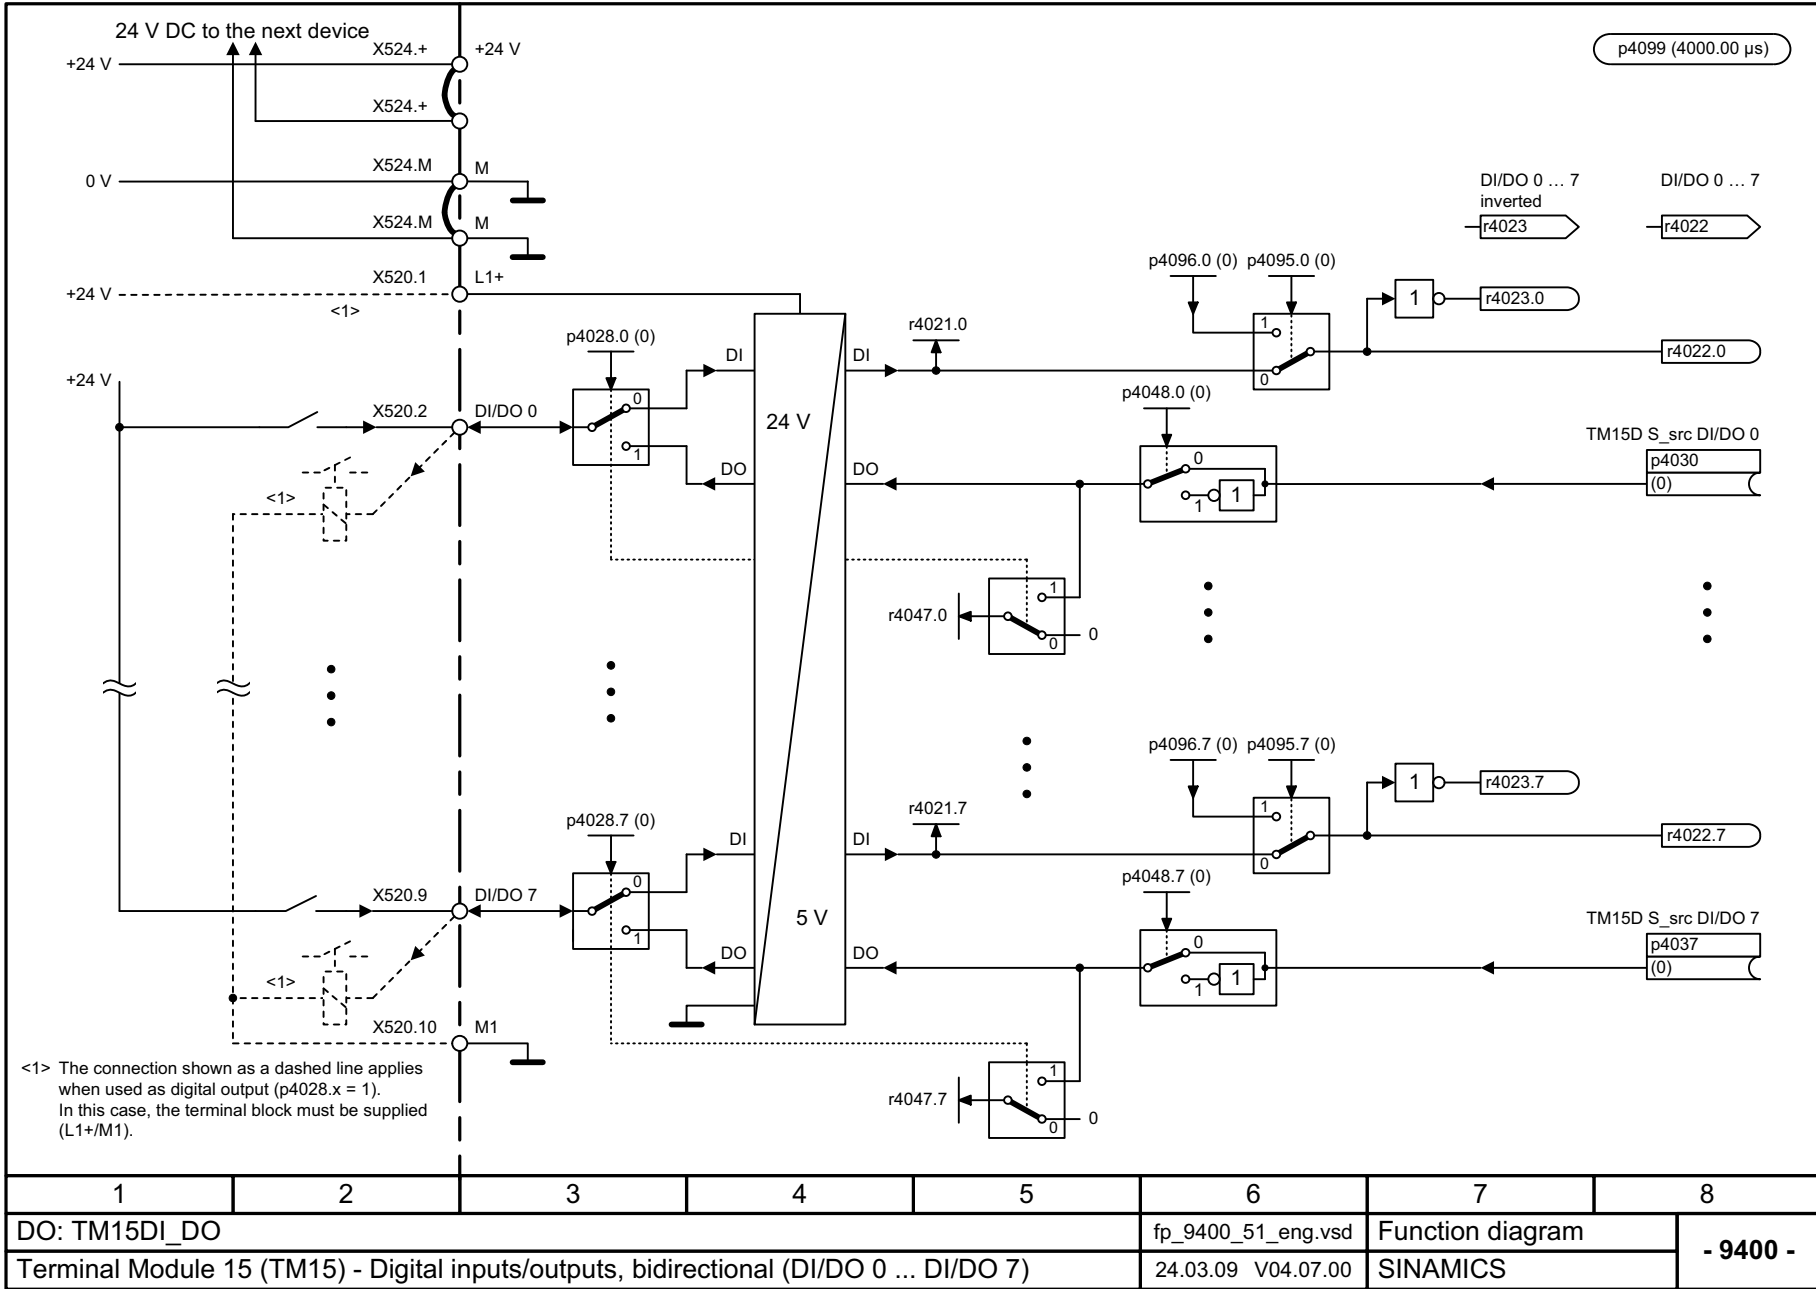 24 V DC to the next device
X524.+
+24 V
+24 V
p4099 (4000.00 µs)
X524.+
X524.M
M
0 V
X524.M
M
DI/DO 0 … 7
inverted
r4023
DI/DO 0 … 7
r4022
X520.1
L1+
+24 V
<1>
p4096.0 (0)
p4095.0 (0)
1
0
1
r4023.0
r4022.0
r4021.0
p4028.0 (0)
DI
DI
+24 V
X520.2
DI/DO 0
0
1
24 V
DO
DO
p4048.0 (0)
0
1
1
TM15D S_src DI/DO 0
p4030
(0)
<1>
r4047.0
1
0
0
p4096.7 (0)
p4095.7 (0)
1
0
1
r4023.7
r4022.7
r4021.7
p4028.7 (0)
DI
DI
X520.9
DI/DO 7
0
1
5 V
DO
DO
p4048.7 (0)
0
1
1
TM15D S_src DI/DO 7
p4037
(0)
<1>
X520.10
M1
r4047.7
1
0
0
<1> The connection shown as a dashed line applies
when used as digital output (p4028.x = 1).
In this case, the terminal block must be supplied
(L1+/M1).
1 2 3 4 5 6 7 8
DO: TM15DI_DO
fp_9400_51_eng.vsd
Function diagram
- 9400 -
Terminal Module 15 (TM15) - Digital inputs/outputs, bidirectional (DI/DO 0 ... DI/DO 7)
24.03.09 V04.07.00
SINAMICS